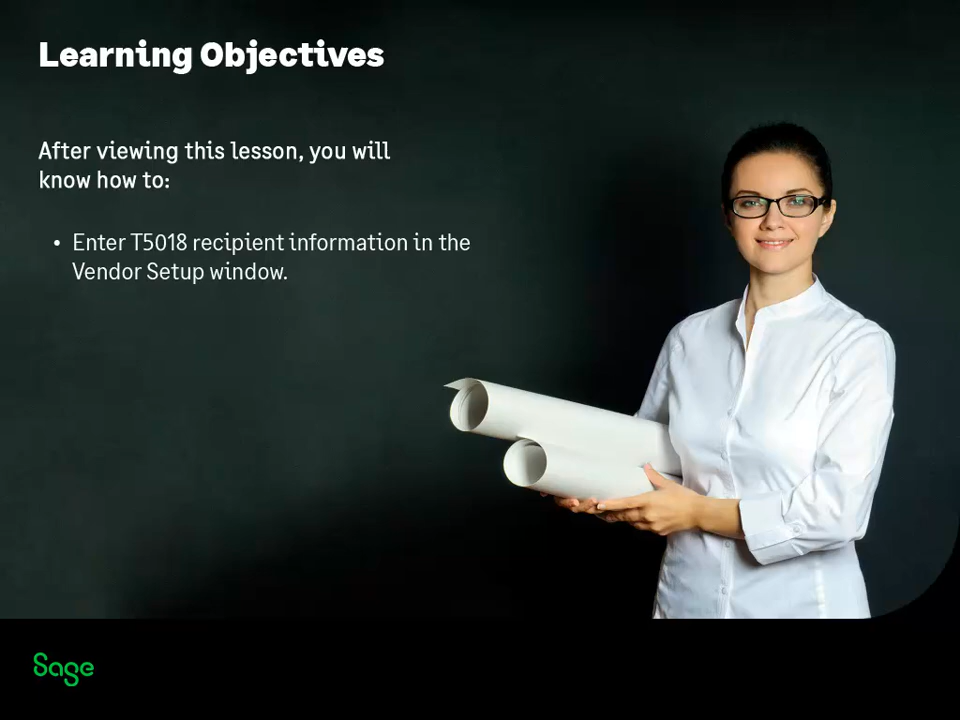 Learning Objectives
After viewing this lesson, you will
know how to:
• Enter T5018 recipient information in the
Vendor Setup window.
Sage